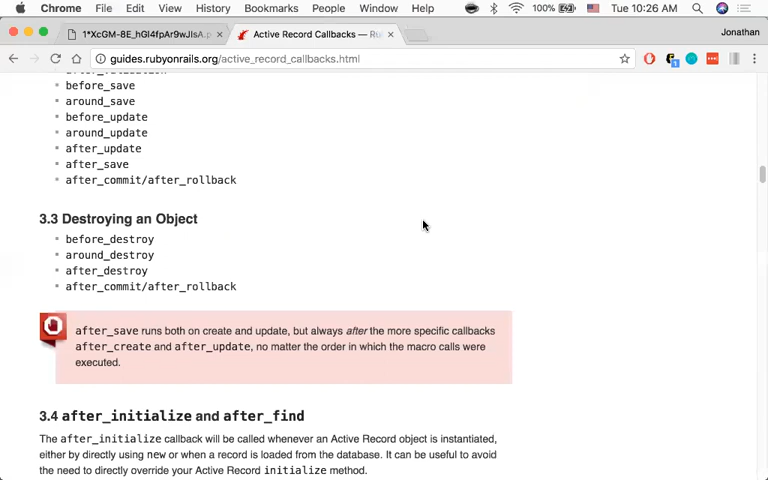 Chrome File Edit View History Bookmarks People Window Help 100% Tue 10:26 AM
1*XcGM-8E_hGl4fpAr9wJIsA.p Active Record Callbacks — Ru Jonathan
guides.rubyonrails.org/active_record_callbacks.html
after_validation
before_save
around_save
before_update
around_update
after_update
after_save
after_commit/after_rollback
3.3 Destroying an Object
before_destroy
around_destroy
after_destroy
after_commit/after_rollback
after_save runs both on create and update, but always after the more specific callbacks
after_create and after_update, no matter the order in which the macro calls were
executed.
3.4 after_initialize and after_find
The after_initialize callback will be called whenever an Active Record object is instantiated,
either by directly using new or when a record is loaded from the database. It can be useful to avoid
the need to directly override your Active Record initialize method.